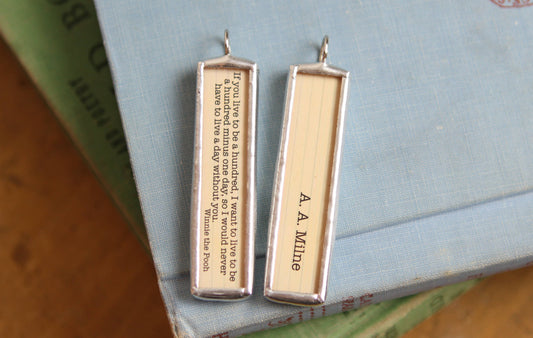 If you live to be a hundred, I want to live to be
a hundred minus one day, so I would never
have to live a day without you.
Winnie the Pooh
A. A. Milne